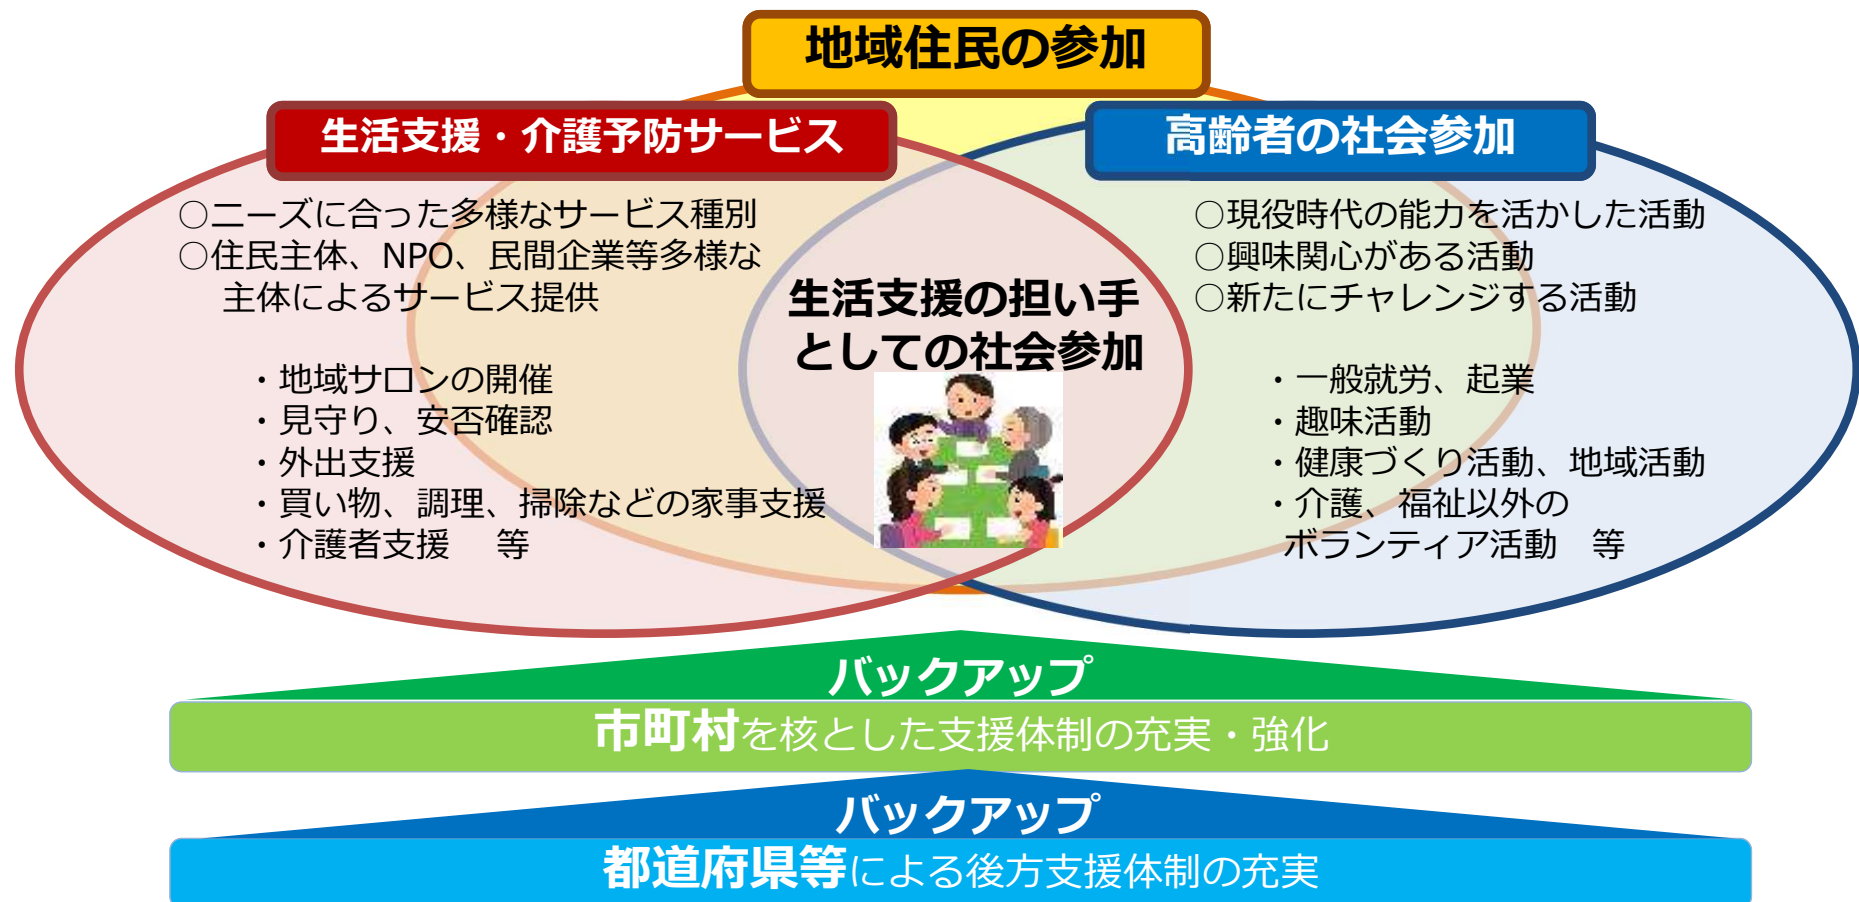 地域住民の参加
生活支援・介護予防サービス
○ニーズに合った多様なサービス種別
○住民主体、NPO、民間企業等多様な
主体によるサービス提供
・地域サロンの開催
・見守り、安否確認
・外出支援
・買い物、調理、掃除などの家事支援
・介護者支援　等
生活支援の担い手
としての社会参加
高齢者の社会参加
○現役時代の能力を活かした活動
○興味関心がある活動
○新たにチャレンジする活動
・一般就労、起業
・趣味活動
・健康づくり活動、地域活動
・介護、福祉以外の
ボランティア活動　等
バックアップ
市町村を核とした支援体制の充実・強化
バックアップ
都道府県等による後方支援体制の充実